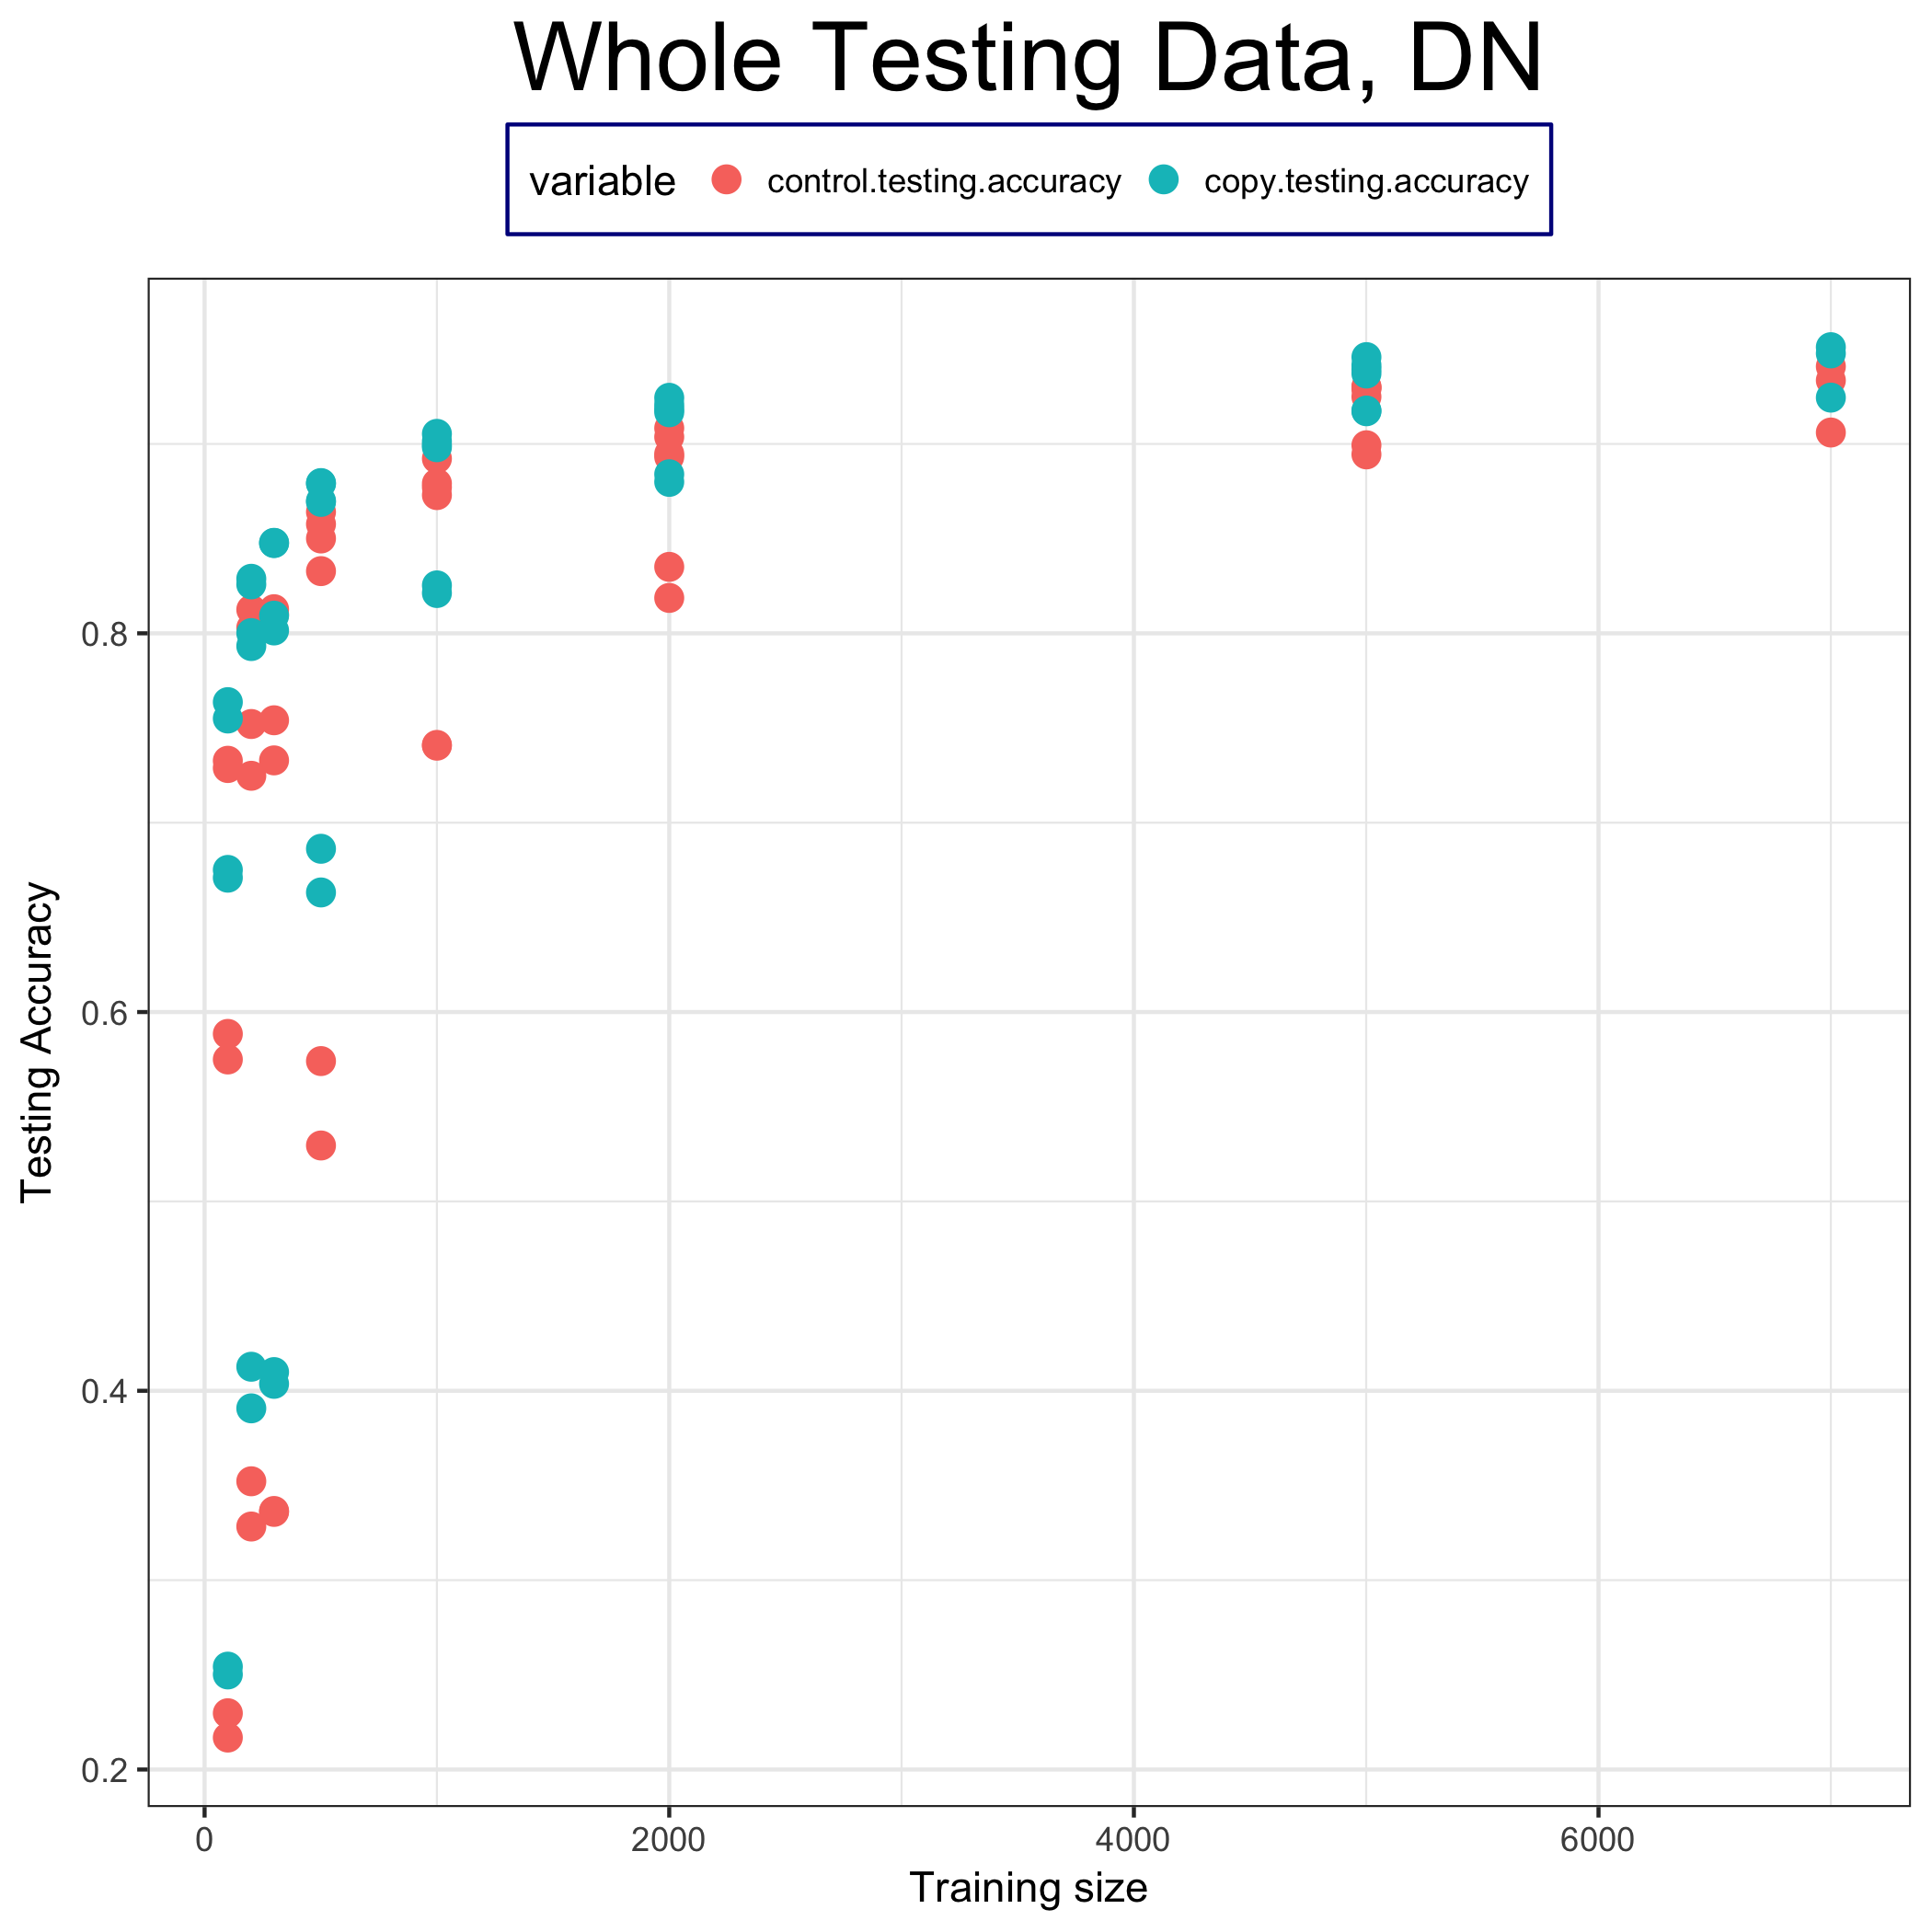 Whole Testing Data, DN
variable control.testing.accuracy copy.testing.accuracy
Testing Accuracy
0.8
0.6
0.4
0.2
0 2000 4000 6000
Training size